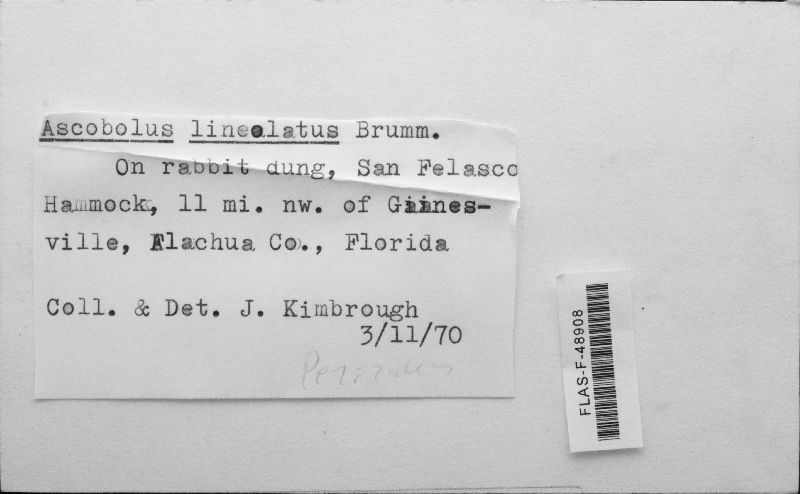 Ascobolus lineolatus Brumm.
On rabbit dung, San Felasco
Hammock, 11 mi. nw. of Gaines-
ville, Alachua Co., Florida
Coll. & Det. J. Kimbrough
3/11/70
FLAS-F-48908